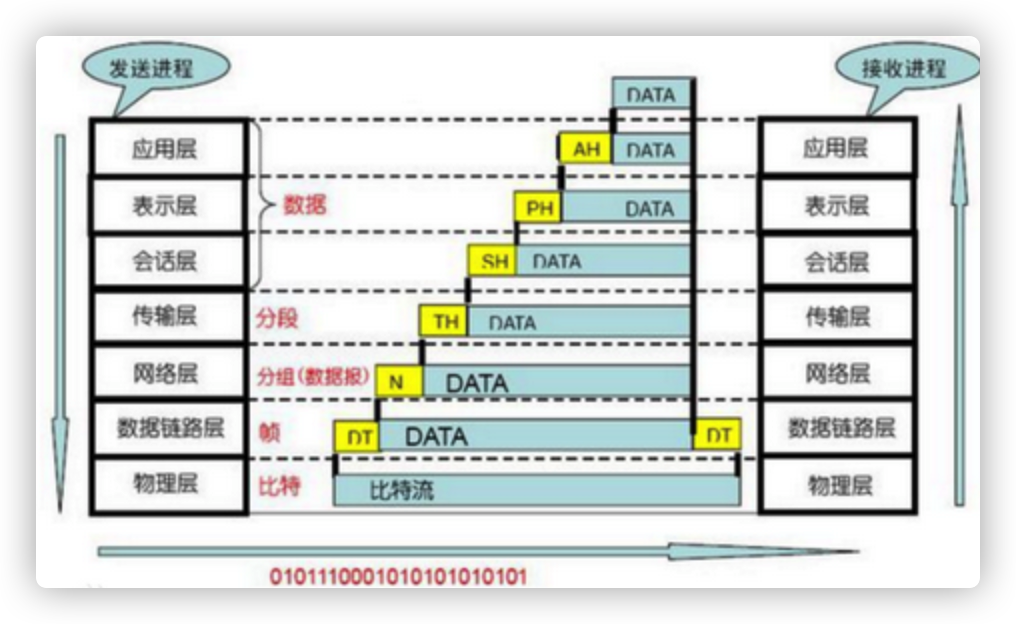 发送进程
接收进程
DATA
应用层
AH DATA
应用层
表示层
数据
PH DATA
表示层
会话层
SH DATA
会话层
传输层
分段
TH DATA
传输层
网络层
分组(数据报)
N DATA
网络层
数据链路层
帧
DT DATA DT
数据链路层
物理层
比特
比特流
物理层
0101110001010101010101